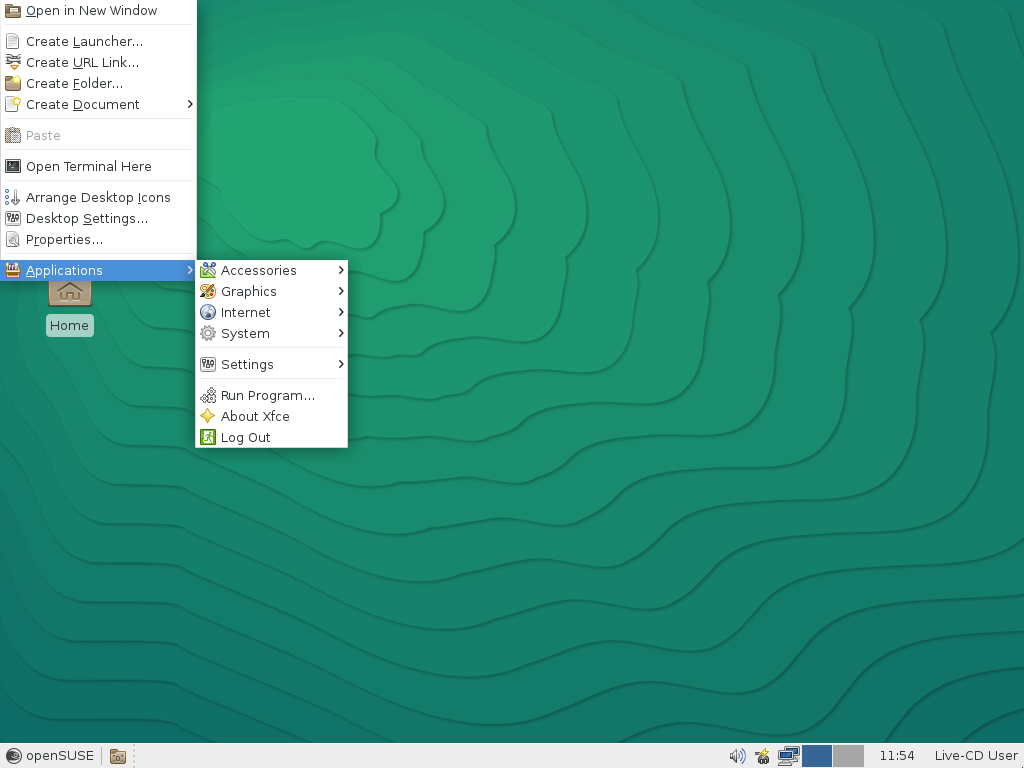 Open in New Window
Create Launcher...
Create URL Link...
Create Folder...
Create Document
Paste
Open Terminal Here
Arrange Desktop Icons
Desktop Settings...
Properties...
Applications
Accessories
Graphics
Internet
System
Settings
Run Program...
About Xfce
Log Out
Home
openSUSE
11:54
Live-CD User